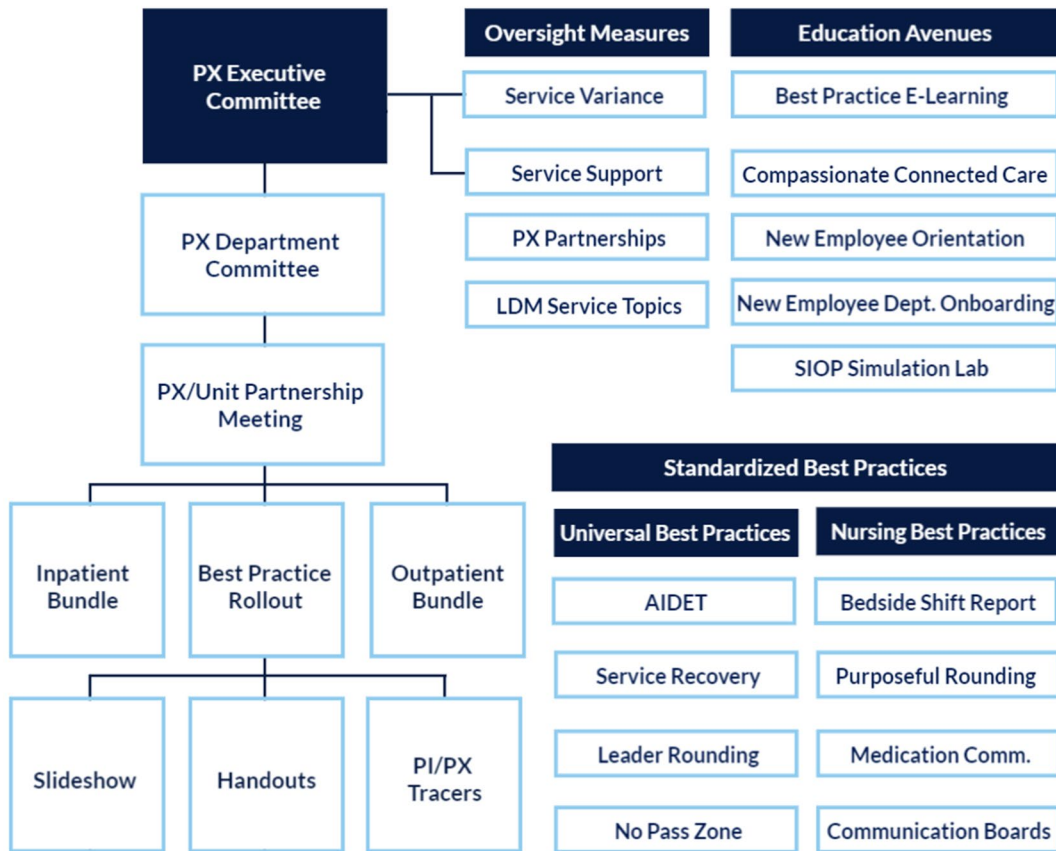 PX Executive
Committee
PX Department
Committee
PX/Unit Partnership
Meeting
Inpatient
Bundle
Best Practice
Rollout
Outpatient
Bundle
Slideshow
Handouts
PI/PX
Tracers
Oversight Measures
Service Variance
Service Support
PX Partnerships
LDM Service Topics
Education Avenues
Best Practice E-Learning
Compassionate Connected Care
New Employee Orientation
New Employee Dept. Onboarding
SIOP Simulation Lab
Standardized Best Practices
Universal Best Practices
AIDET
Service Recovery
Leader Rounding
No Pass Zone
Nursing Best Practices
Bedside Shift Report
Purposeful Rounding
Medication Comm.
Communication Boards